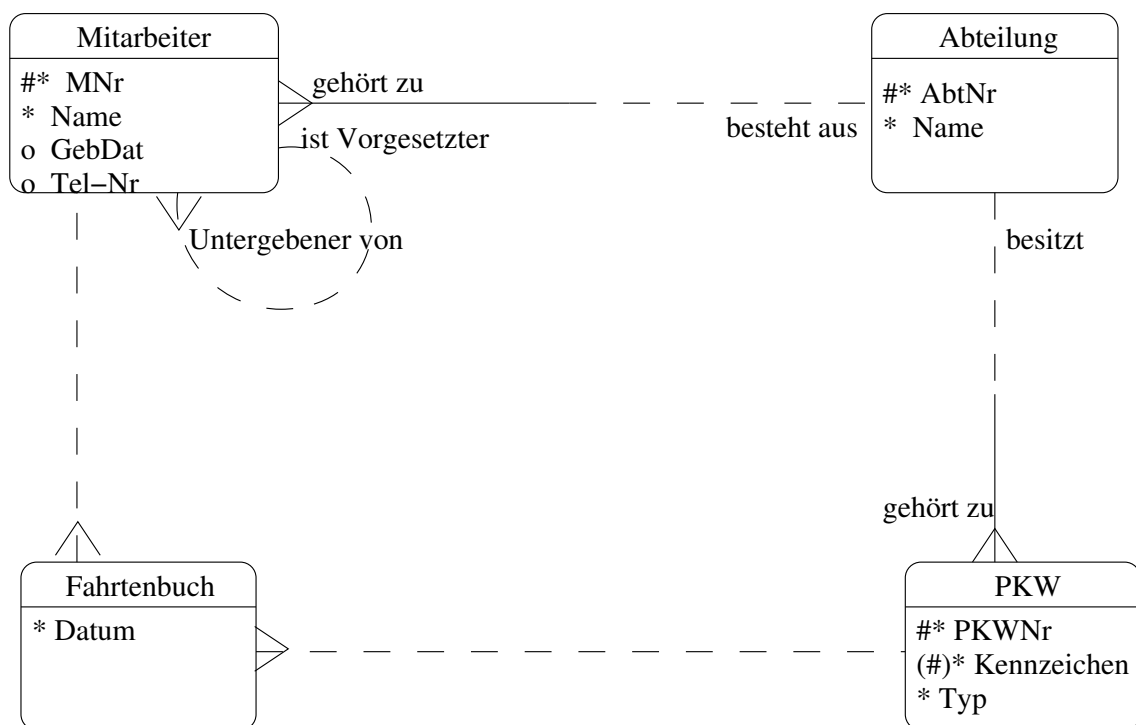 Mitarbeiter
#* MNr
* Name
o GebDat
o Tel−Nr
gehört zu
ist Vorgesetzter
Untergebener von
besteht aus
Abteilung
#* AbtNr
* Name
besitzt
gehört zu
Fahrtenbuch
* Datum
PKW
#* PKWNr
(#)* Kennzeichen
* Typ